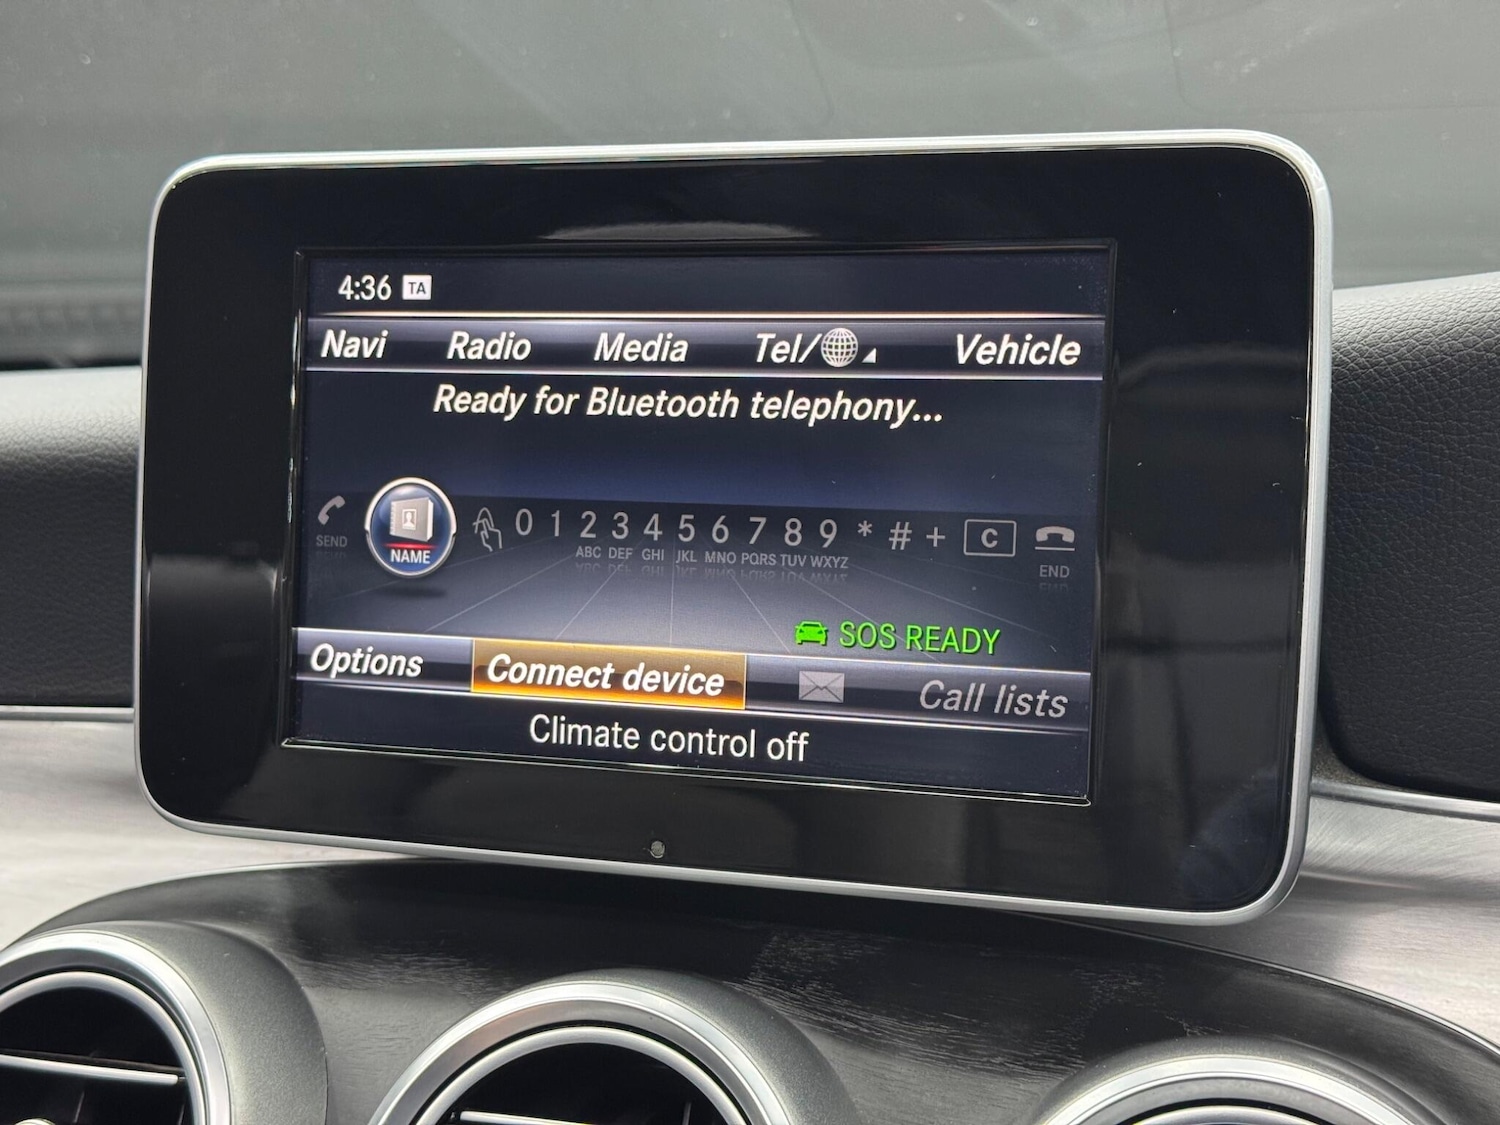 4:36 TA
Navi Radio Media Tel/ Vehicle
Ready for Bluetooth telephony...
SEND NAME 0 1 2 3 4 5 6 7 8 9 * # + C END
ABC DEF GHI JKL MNO PQRS TUV WXYZ
SOS READY
Options Connect device Call lists
Climate control off